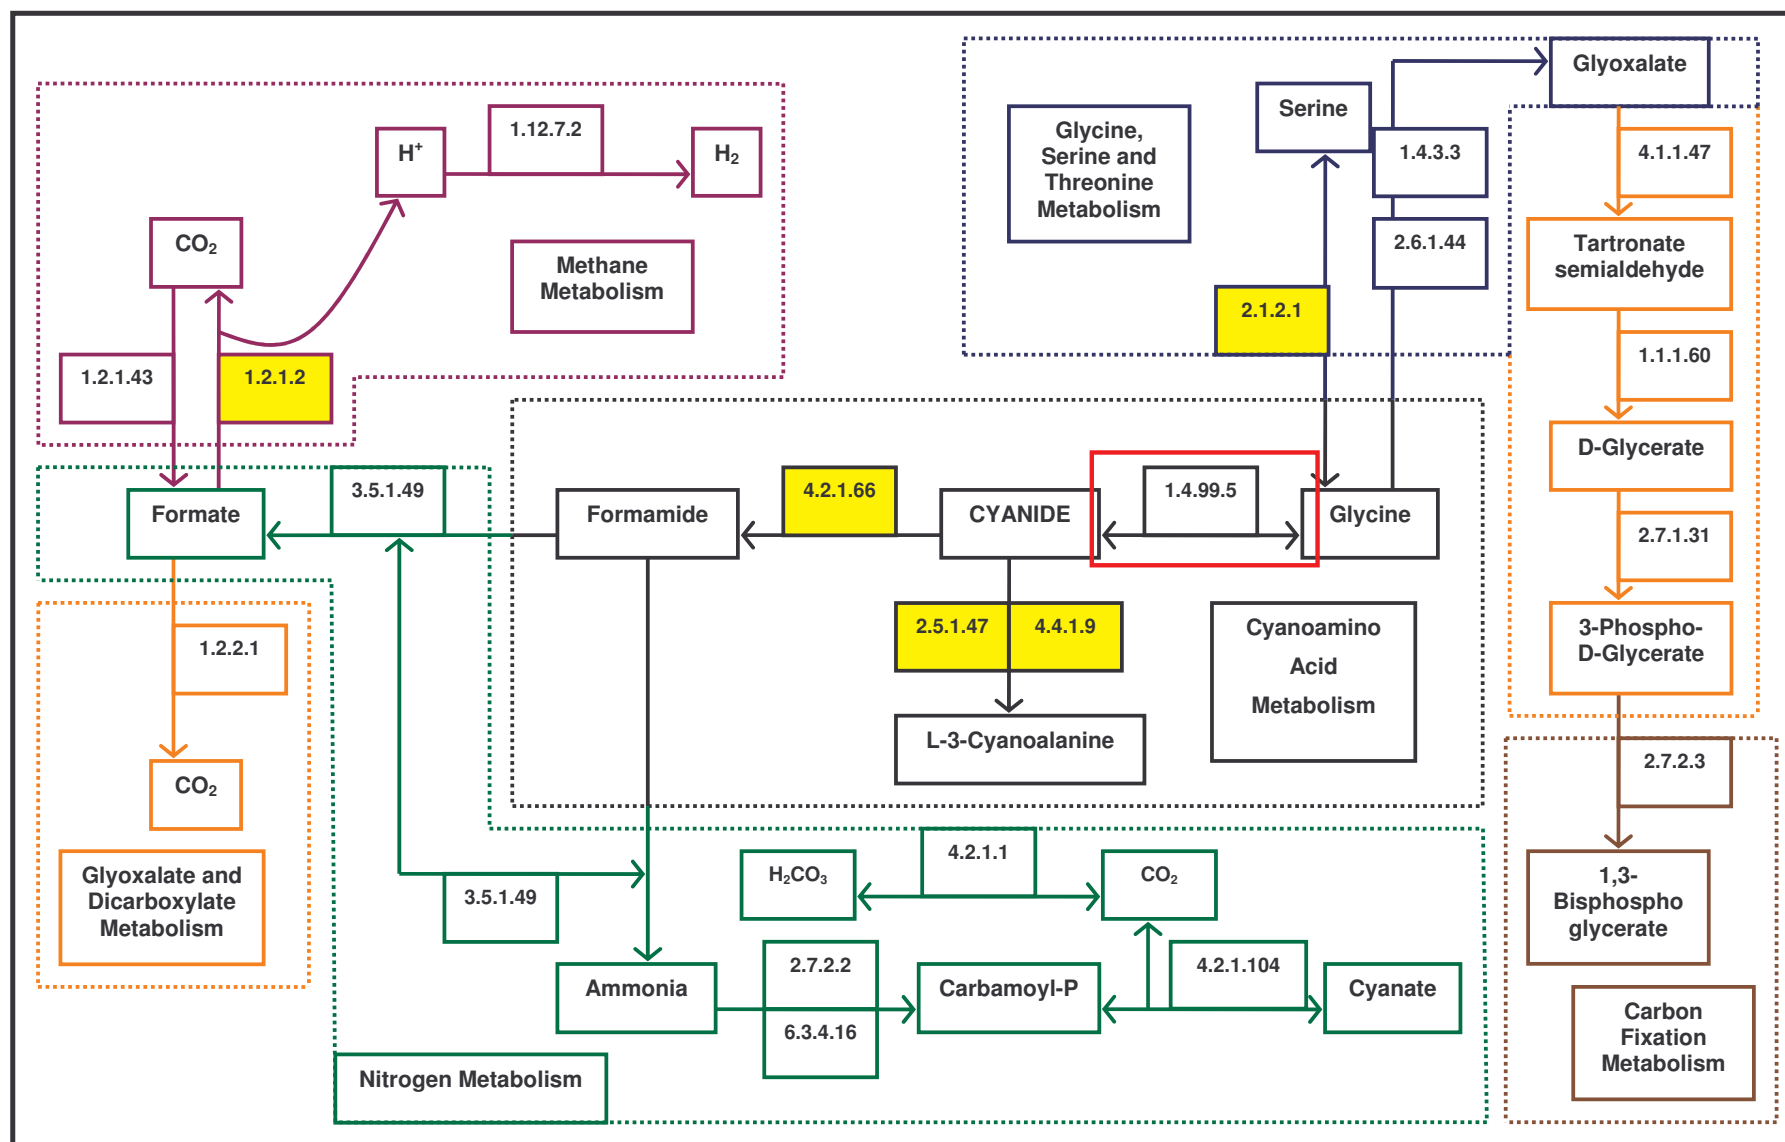 Glyoxalate
Serine
1.12.7.2
H⁺
H₂
Glycine,
Serine and
Threonine
Metabolism
1.4.3.3
4.1.1.47
CO₂
Methane
Metabolism
2.6.1.44
Tartronate
semialdehyde
2.1.2.1
1.2.1.43
1.2.1.2
1.1.1.60
D-Glycerate
3.5.1.49
4.2.1.66
1.4.99.5
Formate
Formamide
CYANIDE
Glycine
2.7.1.31
2.5.1.47
4.4.1.9
Cyanoamino
Acid
Metabolism
3-Phospho-
D-Glycerate
1.2.2.1
L-3-Cyanoalanine
2.7.2.3
CO₂
Glyoxalate and
Dicarboxylate
Metabolism
3.5.1.49
H₂CO₃
4.2.1.1
CO₂
1,3-
Bisphospho
glycerate
Ammonia
2.7.2.2
6.3.4.16
Carbamoyl-P
4.2.1.104
Cyanate
Carbon
Fixation
Metabolism
Nitrogen Metabolism